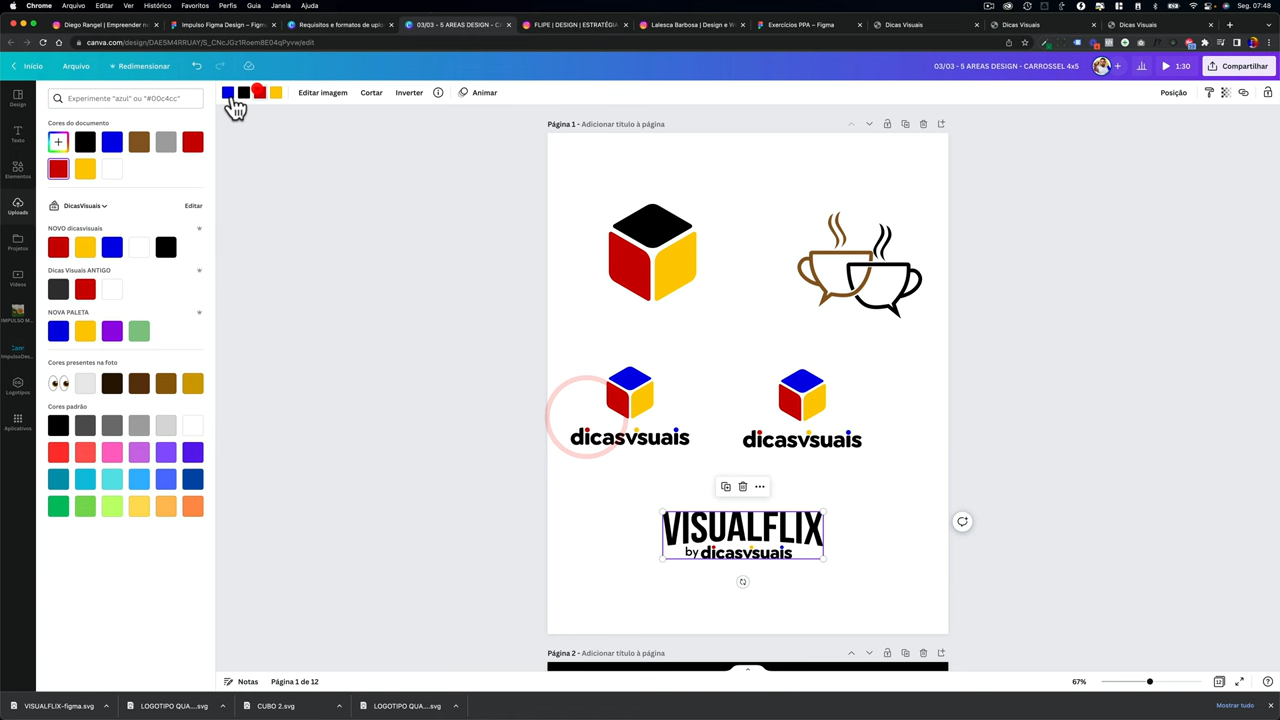 Chrome Arquivo Editar Ver Histórico Favoritos Perfis Guia Janela Ajuda
Seg. 07:48
Diego Rangel | Empreender n
Impulso Figma Design – Figm
Requisitos e formatos de uplo
03/03 - 5 AREAS DESIGN - CAR
FLIPE | DESIGN | ESTRATÉGIA
Lalesca Barbosa | Design e W
Exercícios PPA – Figma
Dicas Visuais
Dicas Visuais
Dicas Visuais
canva.com/design/DAE5M4RRUAY/S_CNcJGz1Roem8E04qPyvw/edit
Início Arquivo Redimensionar
03/03 - 5 AREAS DESIGN - CARROSSEL 4x5
1:30
Compartilhar
Editar imagem Cortar Inverter Animar
Posição
Design
Texto
Elementos
Uploads
Projetos
Vídeos
IMPULSO M...
ImpulsoDes...
Logotipos
Aplicativos
Experimente "azul" ou "#00c4cc"
Cores do documento
DicasVisuais
Editar
NOVO dicasvisuais
Dicas Visuais ANTIGO
NOVA PALETA
Cores presentes na foto
Cores padrão
Página 1 - Adicionar título à página
dicasvisuais
dicasvisuais
VISUALFLIX
by dicasvisuais
Página 2 - Adicionar título à página
Notas
Página 1 de 12
67%
12
VISUALFLIX-figma.svg
LOGOTIPO QUA....svg
CUBO 2.svg
LOGOTIPO QUA....svg
Mostrar tudo